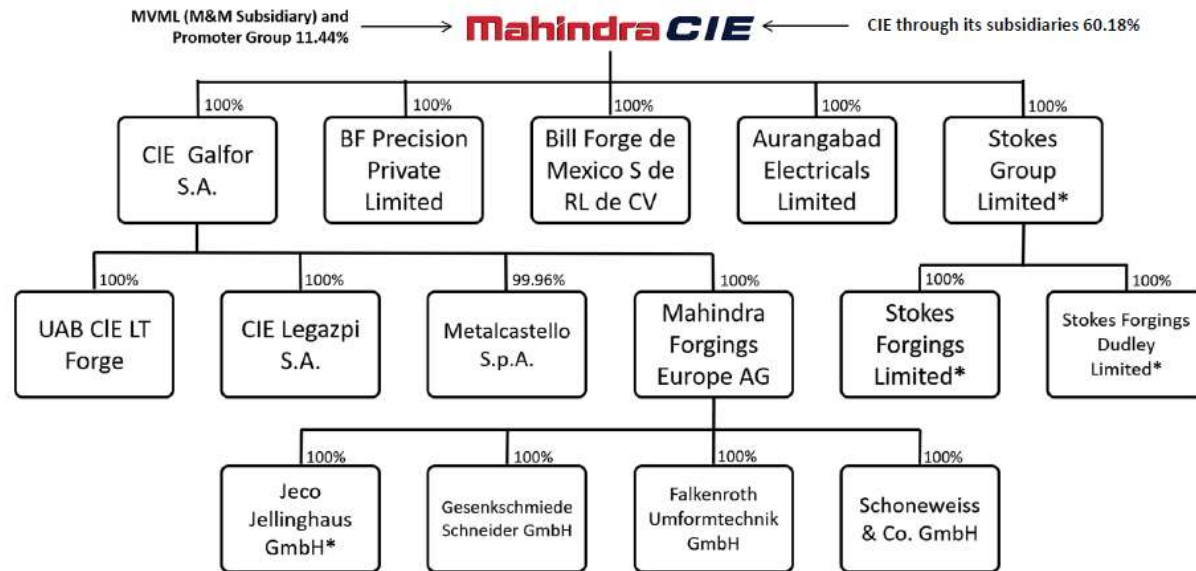 MVML (M&M Subsidiary) and
Promoter Group 11.44%
Mahindra CIE
CIE through its subsidiaries 60.18%
100%
100%
100%
100%
100%
CIE Galfor
S.A.
BF Precision
Private
Limited
Bill Forge de
Mexico S de
RL de CV
Aurangabad
Electricals
Limited
Stokes
Group
Limited*
100%
100%
99.96%
100%
100%
100%
UAB CIE LT
Forge
CIE Legazpi
S.A.
Metalcastello
S.p.A.
Mahindra
Forgings
Europe AG
Stokes
Forgings
Limited*
Stokes Forgings
Dudley
Limited*
100%
100%
100%
100%
Jeco
Jellinghaus
GmbH*
Gesenkschmiede
Schneider GmbH
Falkenroth
Umformtechnik
GmbH
Schoneweiss
& Co. GmbH